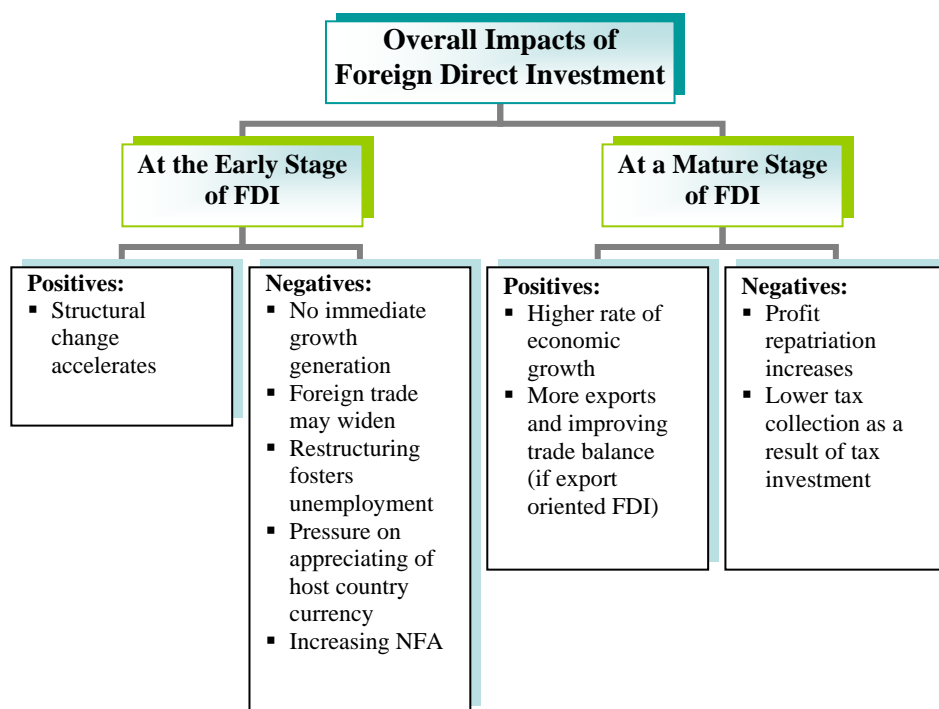 Overall Impacts of
Foreign Direct Investment
At the Early Stage
of FDI
At a Mature Stage
of FDI
Positives:
▪ Structural
change
accelerates
Negatives:
▪ No immediate
growth
generation
▪ Foreign trade
may widen
▪ Restructuring
fosters
unemployment
▪ Pressure on
appreciating of
host country
currency
▪ Increasing NFA
Positives:
▪ Higher rate of
economic
growth
▪ More exports
and improving
trade balance
(if export
oriented FDI)
Negatives:
▪ Profit
repatriation
increases
▪ Lower tax
collection as a
result of tax
investment